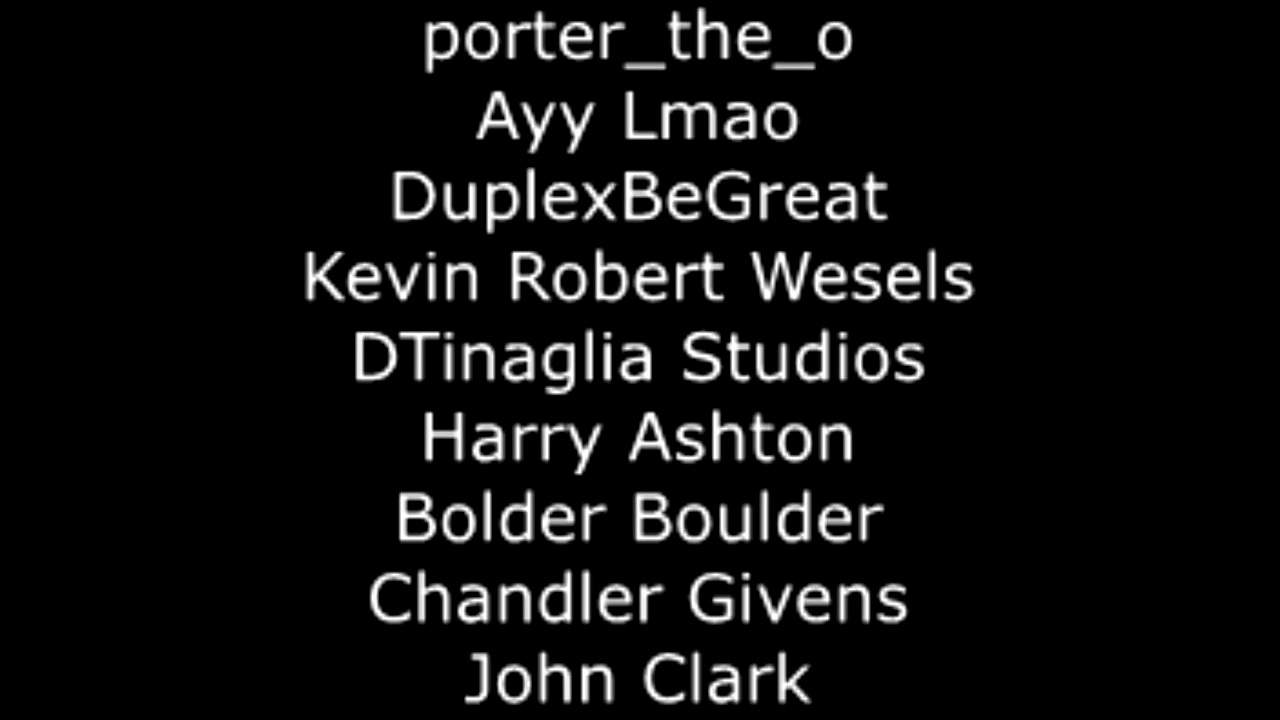 porter_the_o
Ayy Lmao
DuplexBeGreat
Kevin Robert Wesels
DTinaglia Studios
Harry Ashton
Bolder Boulder
Chandler Givens
John Clark